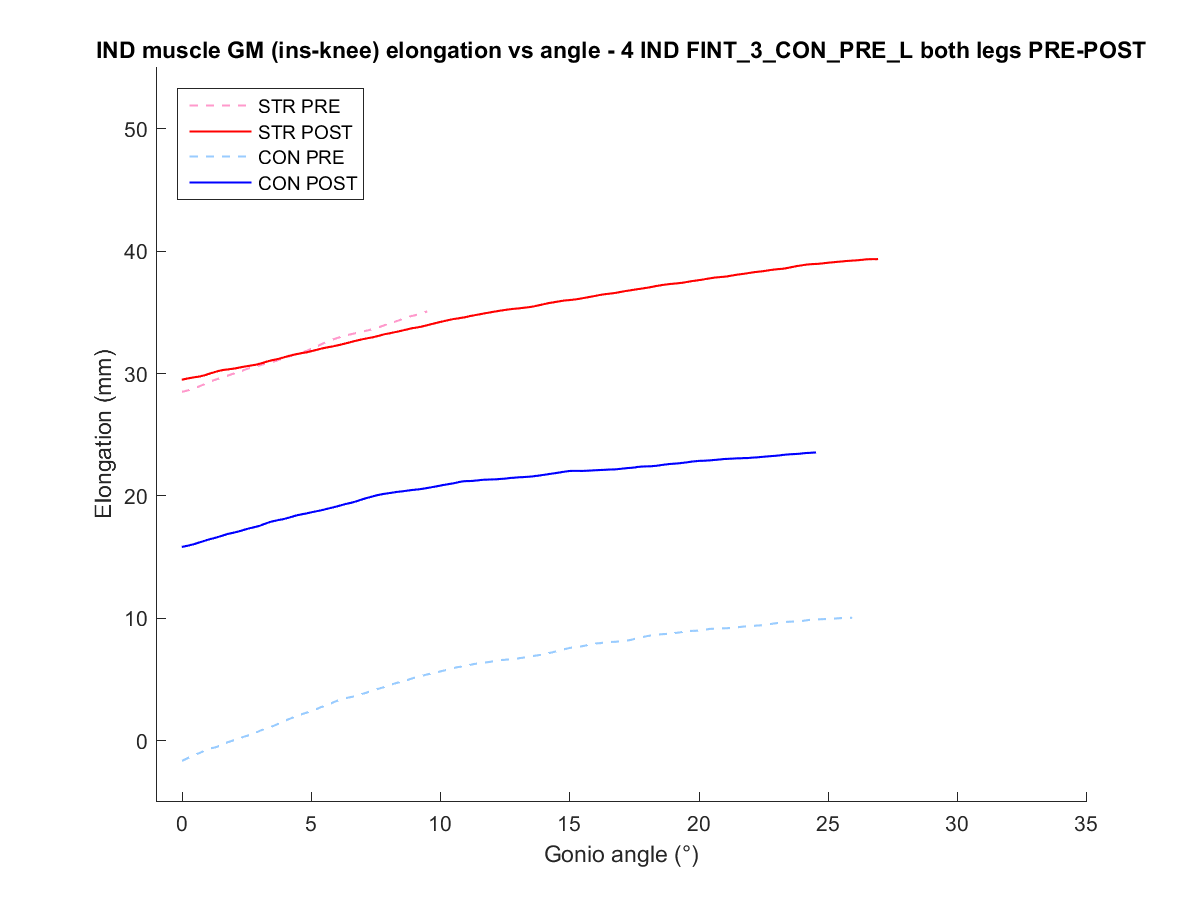 IND muscle GM (ins-knee) elongation vs angle - 4 IND FINT_3_CON_PRE_L both legs PRE-POST
STR PRE
STR POST
CON PRE
CON POST
50
40
30
20
10
0
Elongation (mm)
0 5 10 15 20 25 30 35
Gonio angle (°)